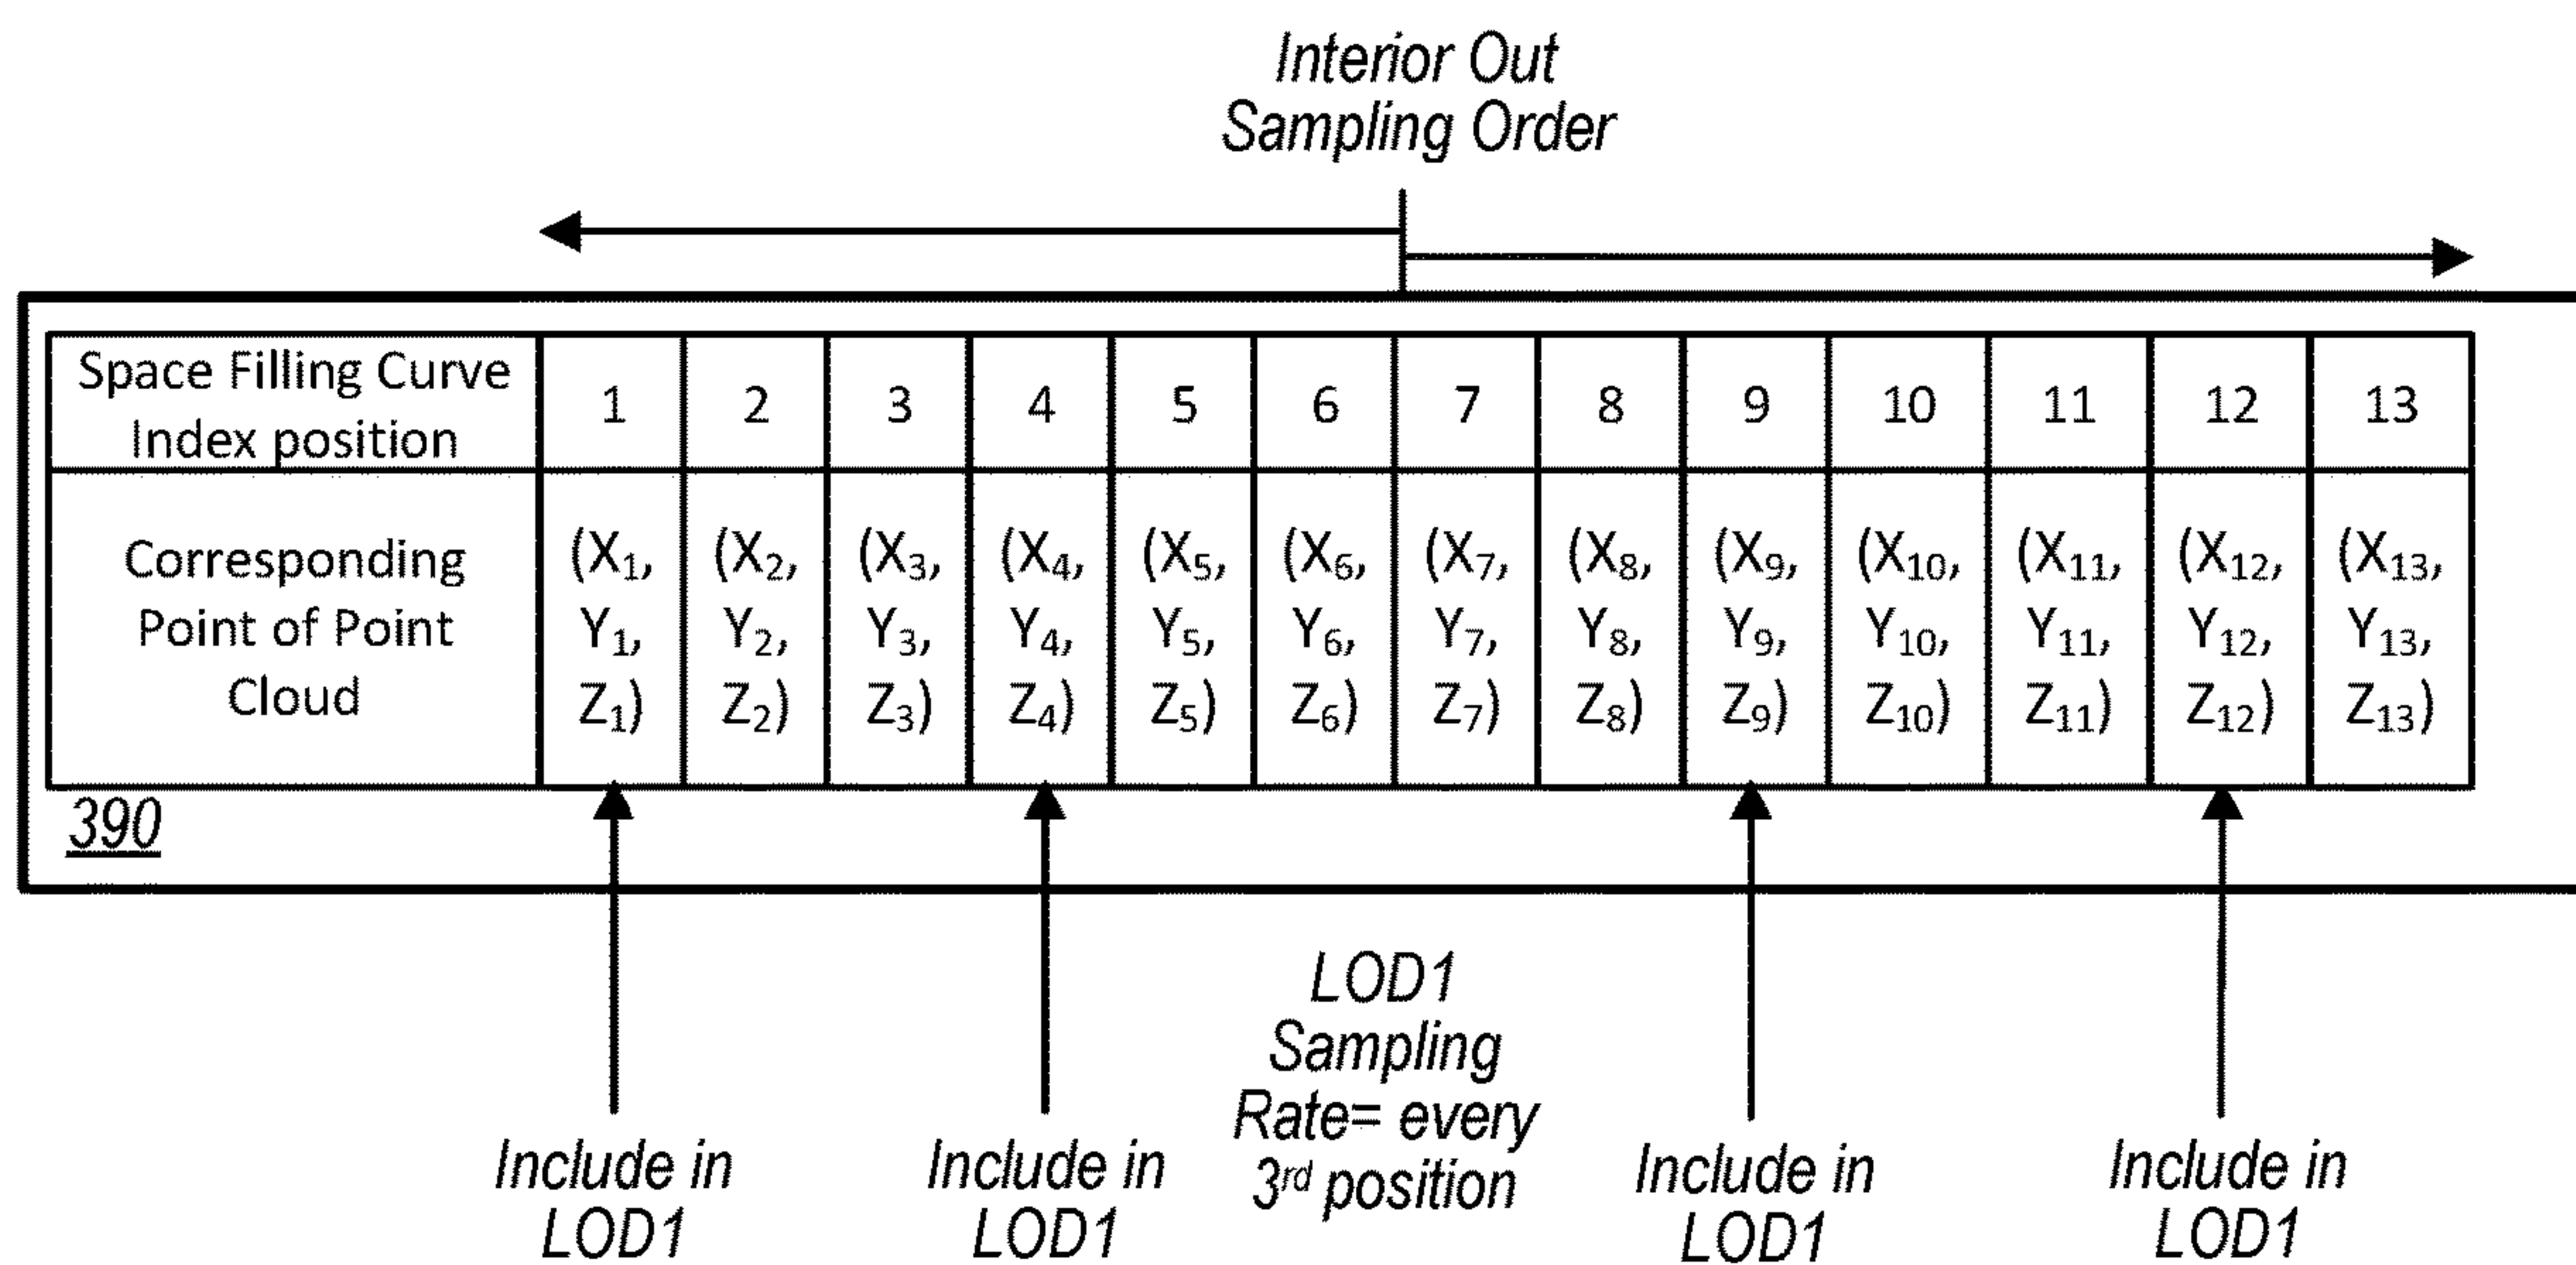 Interior Out
Sampling Order
Space Filling Curve
Index position
1 2 3 4 5 6 7 8 9 10 11 12 13
Corresponding
Point of Point
Cloud
(X₁, (X₂, (X₃, (X₄, (X₅, (X₆, (X₇, (X₈, (X₉, (X₁₀, (X₁₁, (X₁₂, (X₁₃,
Y₁, Y₂, Y₃, Y₄, Y₅, Y₆, Y₇, Y₈, Y₉, Y₁₀, Y₁₁, Y₁₂, Y₁₃,
Z₁) Z₂) Z₃) Z₄) Z₅) Z₆) Z₇) Z₈) Z₉) Z₁₀) Z₁₁) Z₁₂) Z₁₃)
390
Include in
LOD1
Include in
LOD1
LOD1
Sampling
Rate= every
3rd position
Include in
LOD1
Include in
LOD1